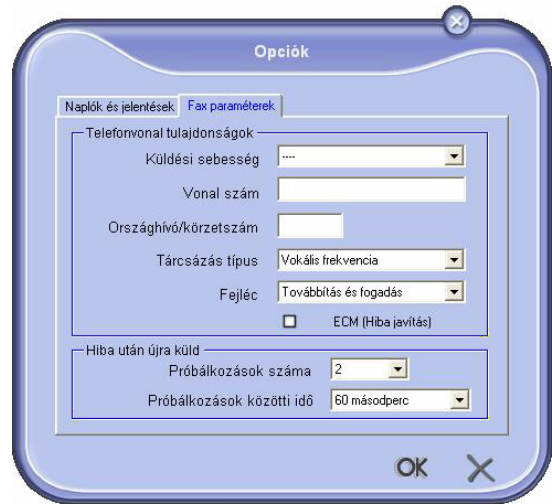 Opciók
Naplók és jelentések Fax paraméterek
Telefonvonal tulajdonságok
Küldési sebesség ----
Vonal szám
Országhívó/körzetszám
Tárcsázás típus Vokális frekvencia
Fejléc Továbbítás és fogadás
ECM (Hiba javítás)
Hiba után újra küld
Próbálkozások száma 2
Próbálkozások közötti idő 60 másodperc
OK